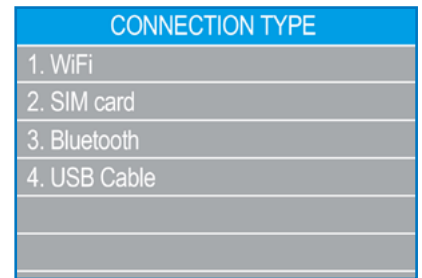 CONNECTION TYPE
1. WiFi
2. SIM card
3. Bluetooth
4. USB Cable